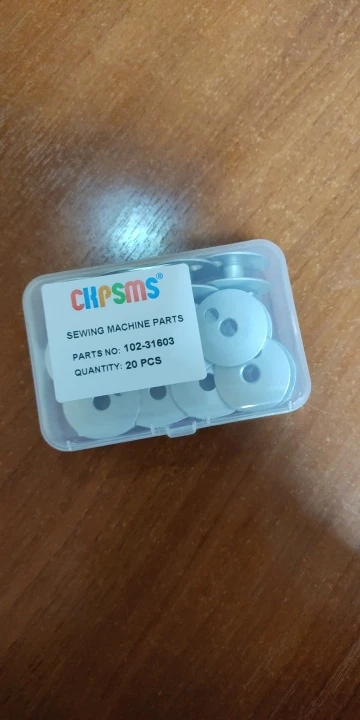 CKPSMS®
SEWING MACHINE PARTS
PARTS NO: 102-31603
QUANTITY: 20 PCS